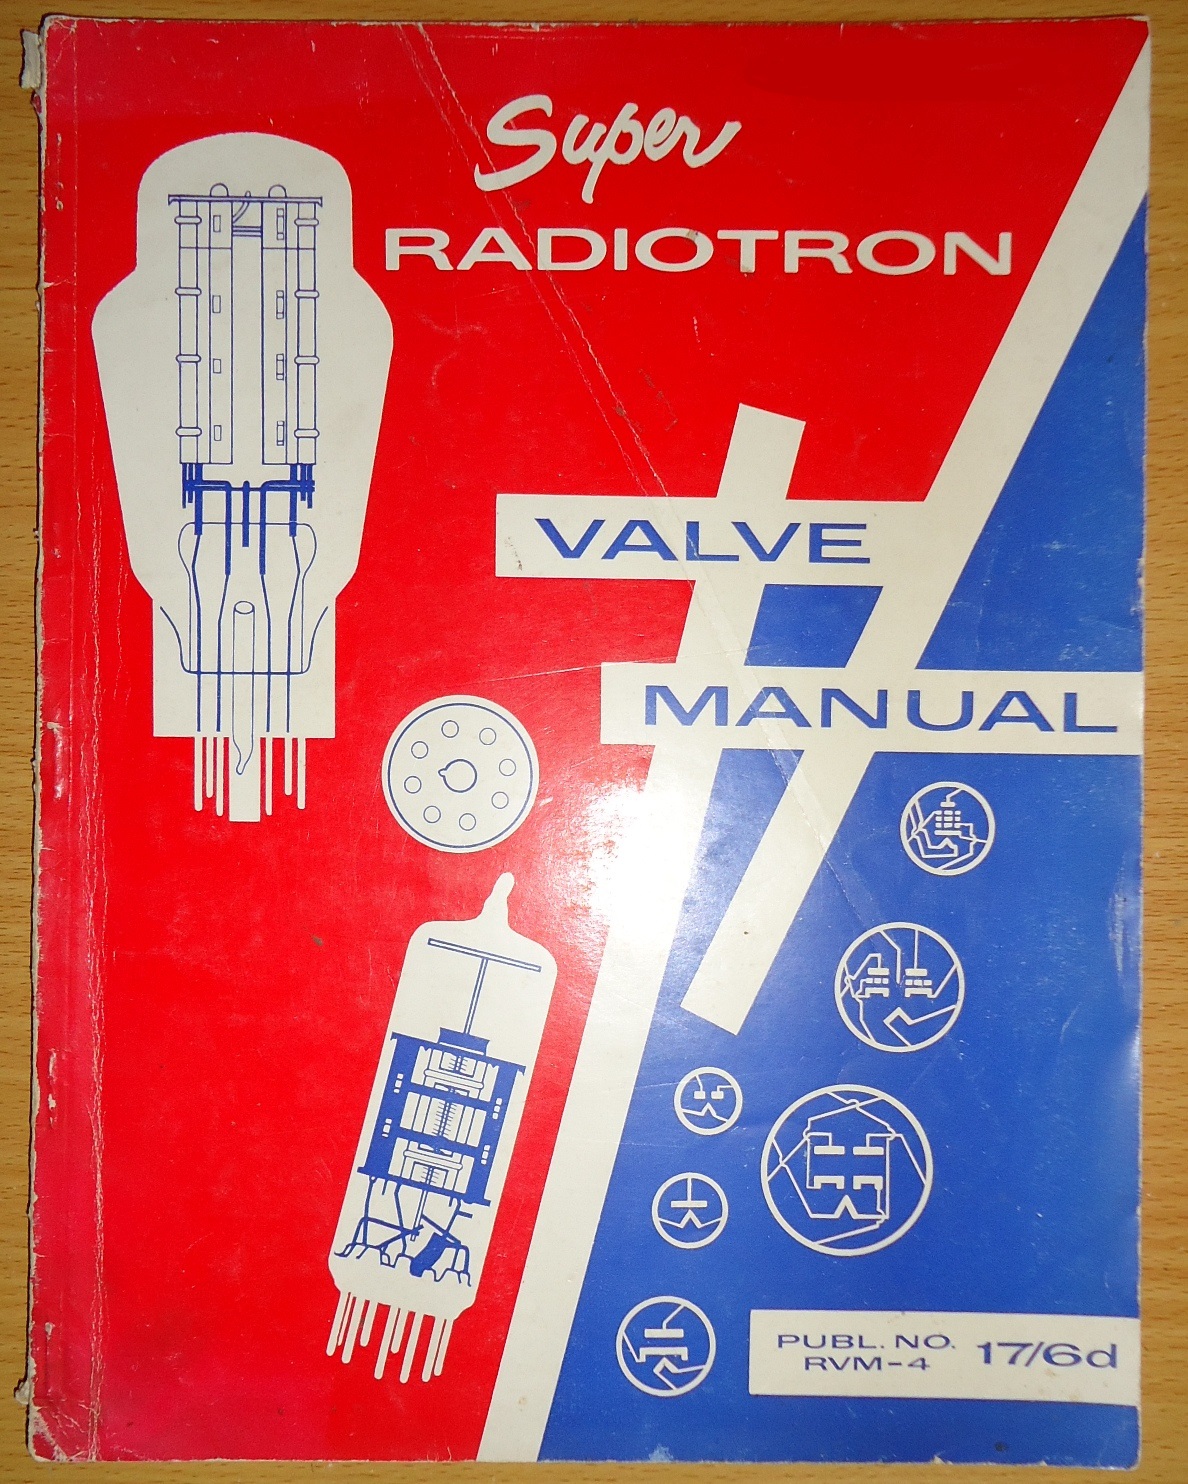 Super
RADIOTRON
VALVE
MANUAL
PUBL. NO. 17/6d
RVM-4